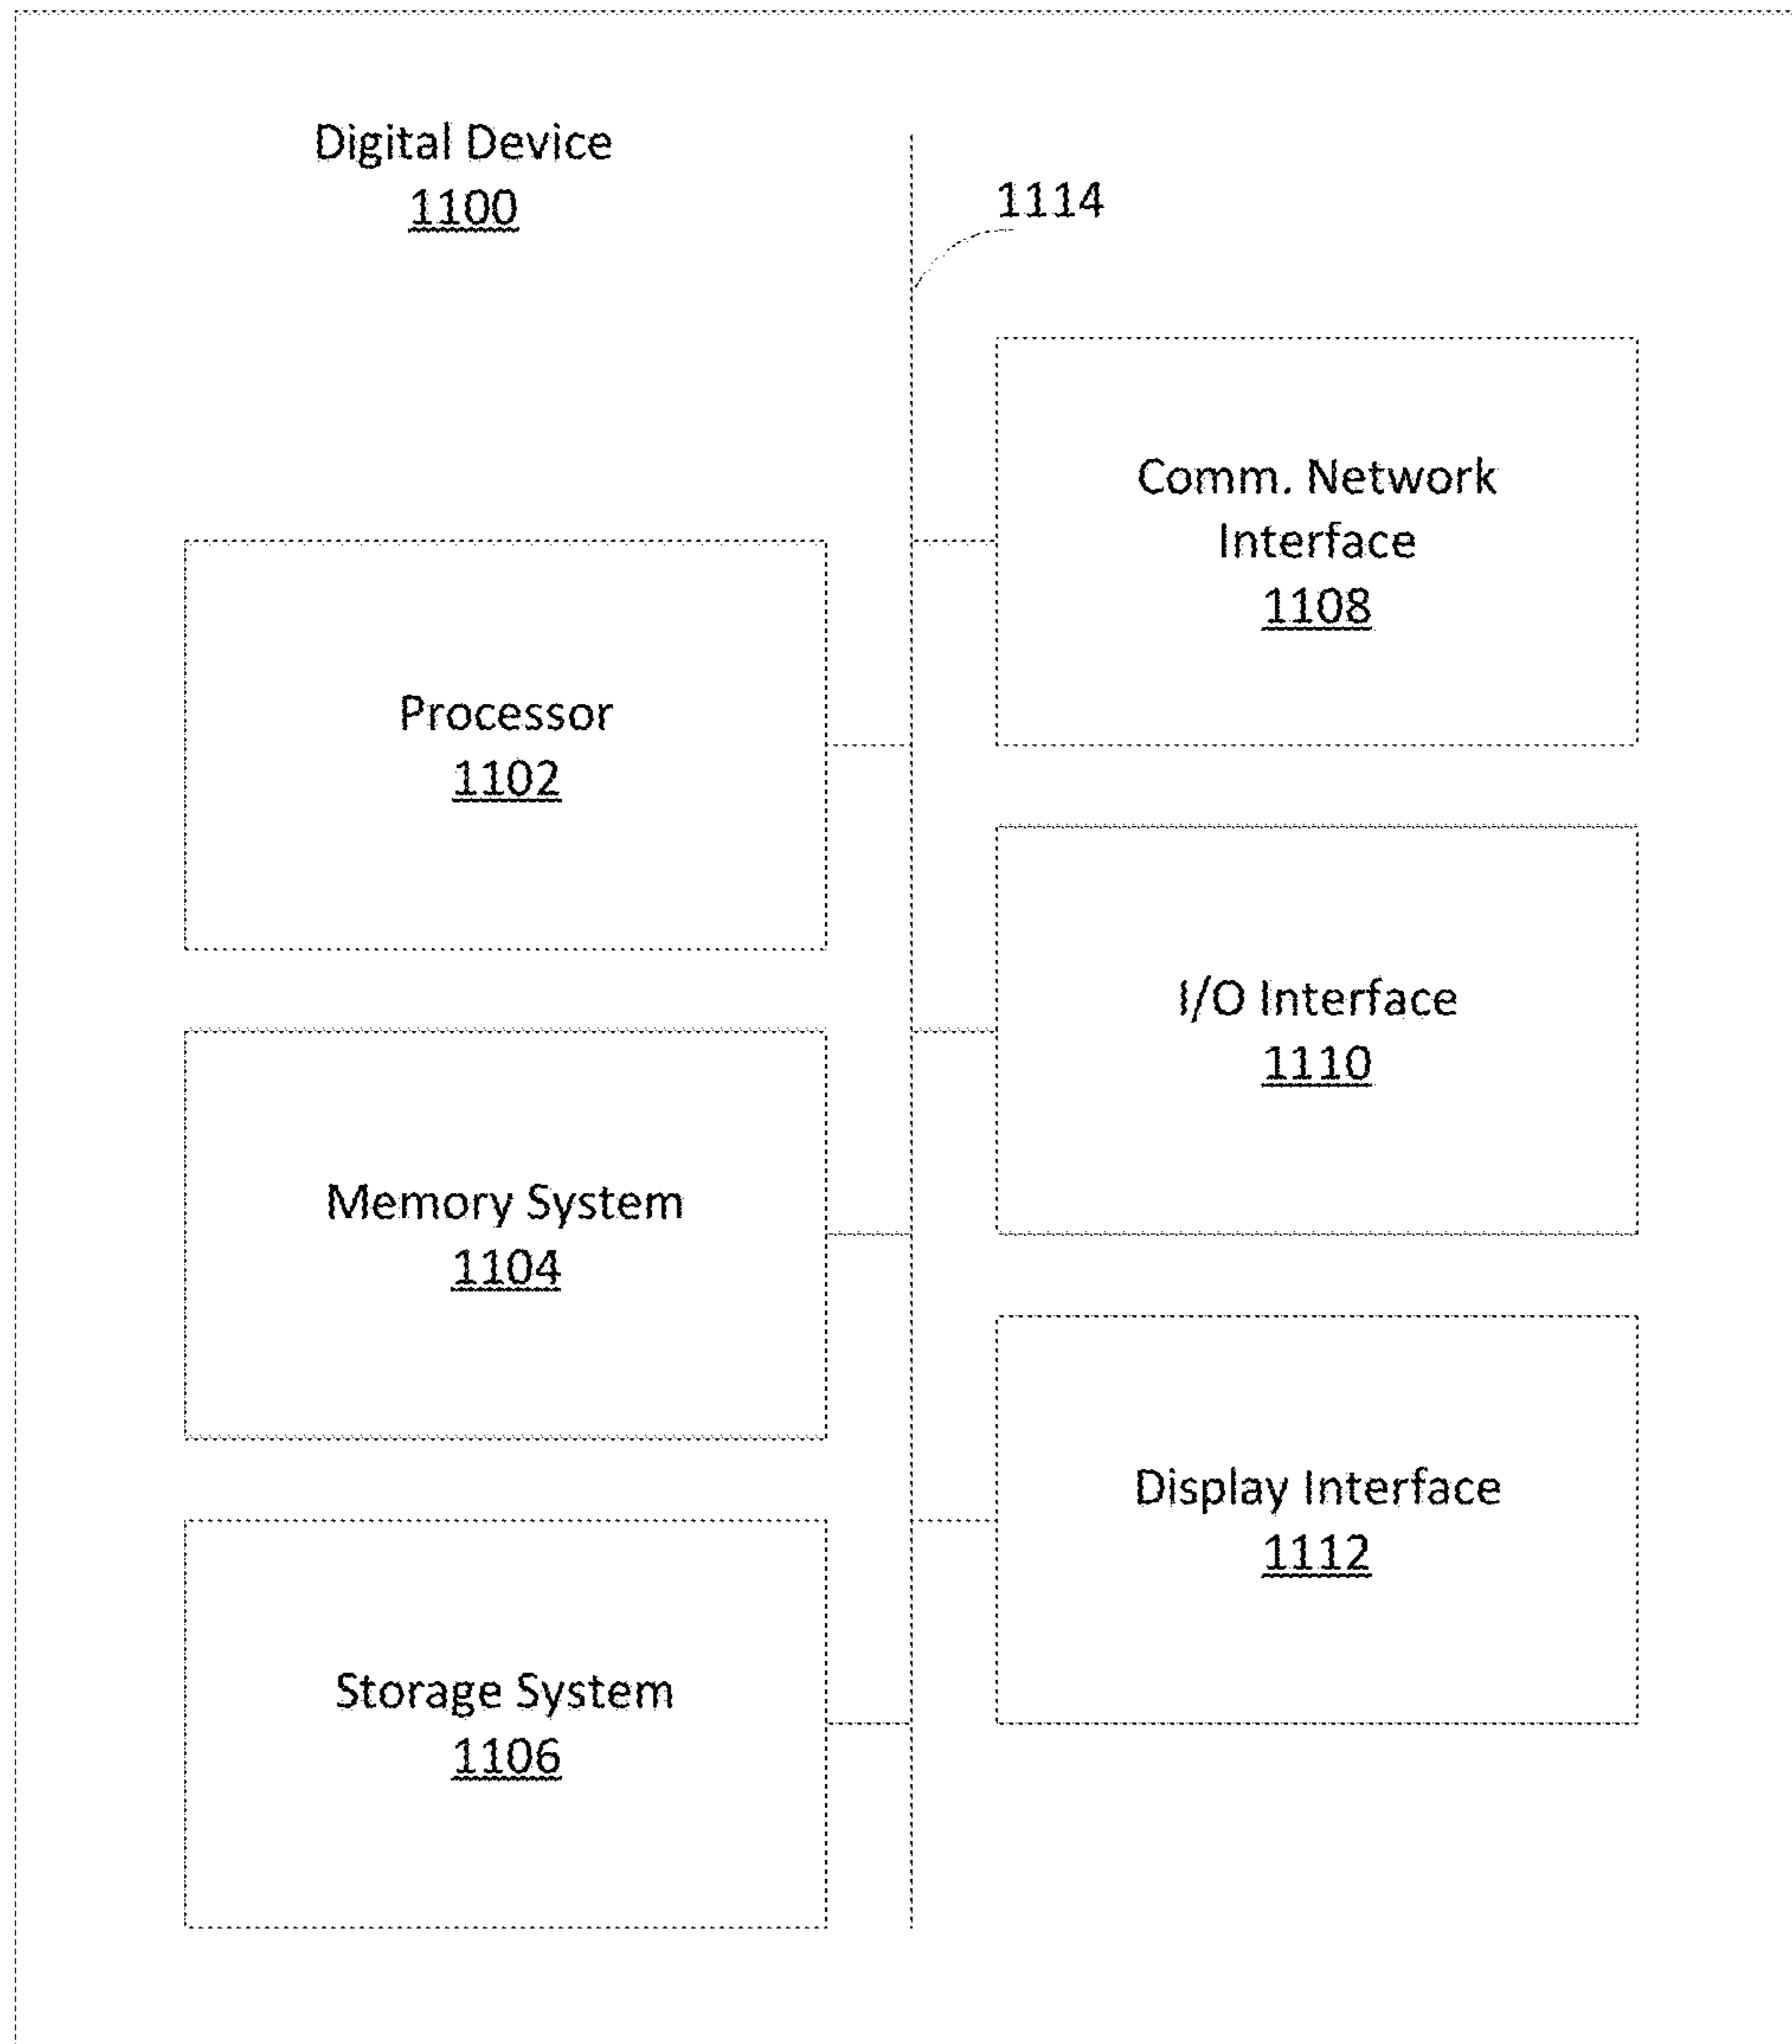 Digital Device
1100
1114
Comm. Network
Interface
1108
Processor
1102
I/O Interface
1110
Memory System
1104
Display Interface
1112
Storage System
1106